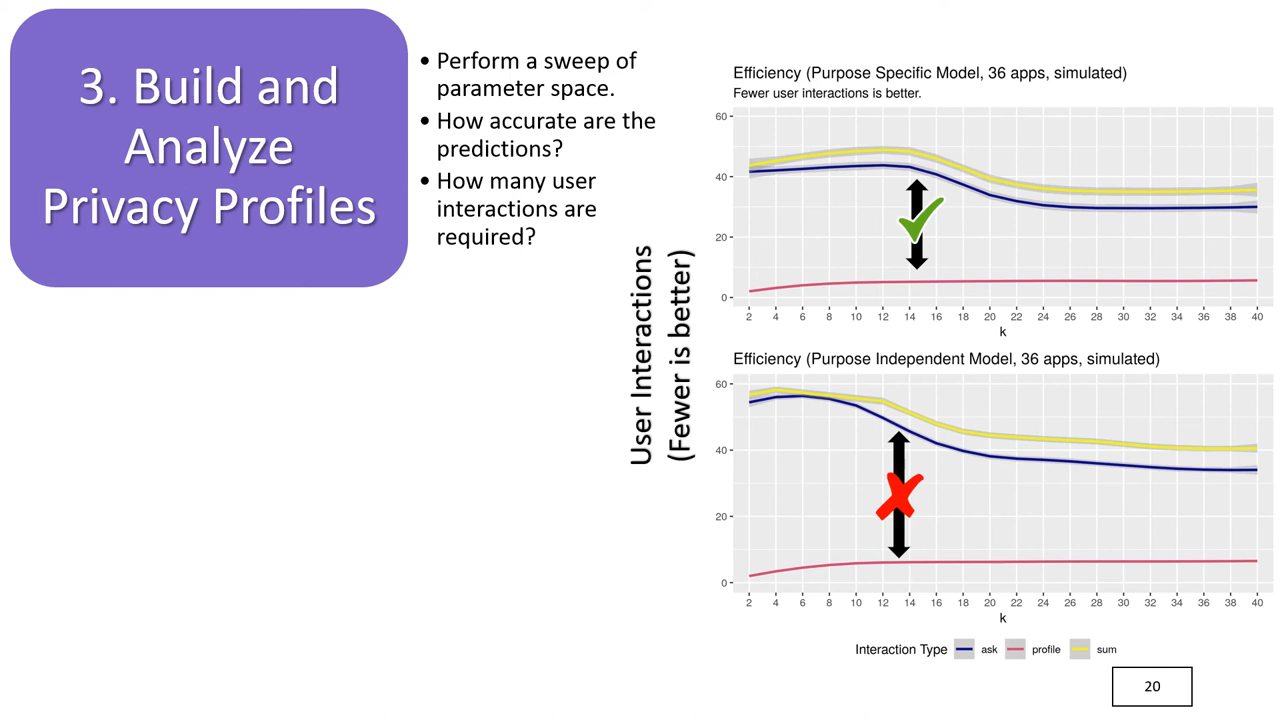 3. Build and
Analyze
Privacy Profiles
• Perform a sweep of
parameter space.
• How accurate are the
predictions?
• How many user
interactions are
required?
User Interactions
(Fewer is better)
Efficiency (Purpose Specific Model, 36 apps, simulated)
Fewer user interactions is better.
60
40
20
0
2 4 6 8 10 12 14 16 18 20 22 24 26 28 30 32 34 36 38 40
k
Efficiency (Purpose Independent Model, 36 apps, simulated)
60
40
20
0
2 4 6 8 10 12 14 16 18 20 22 24 26 28 30 32 34 36 38 40
k
Interaction Type ask profile sum
20